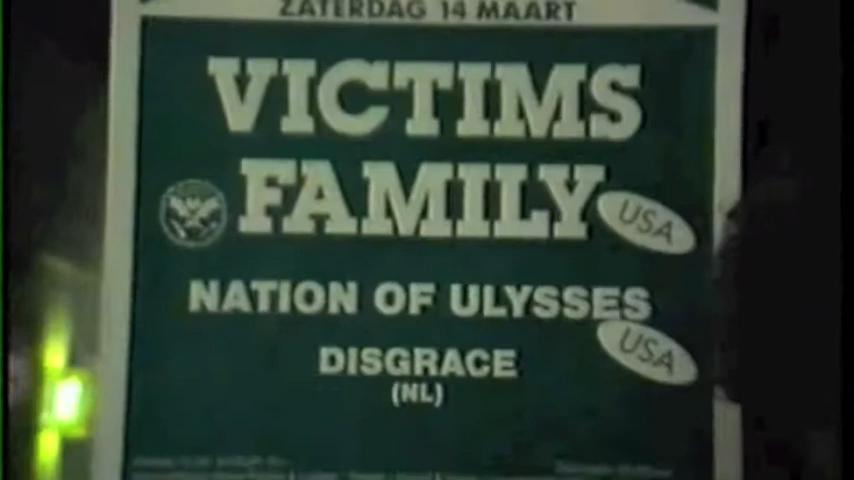 ZATERDAG 14 MAART
VICTIMS
FAMILY
USA
NATION OF ULYSSES
USA
DISGRACE
(NL)